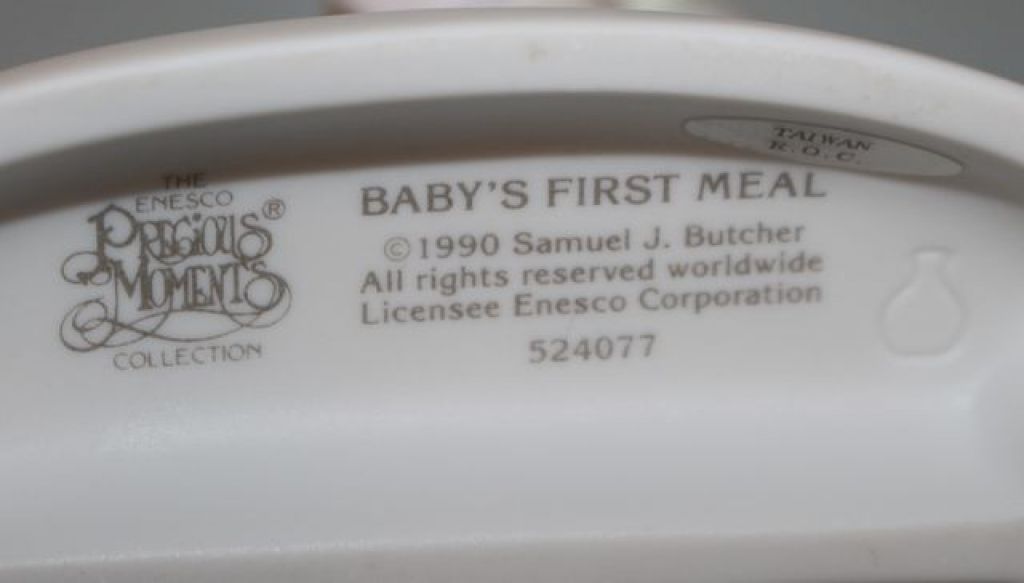 THE
ENESCO
PRECIOUS®
MOMENTS
COLLECTION
BABY'S FIRST MEAL
©1990 Samuel J. Butcher
All rights reserved worldwide
Licensee Enesco Corporation
524077
TAIWAN
R.O.C.